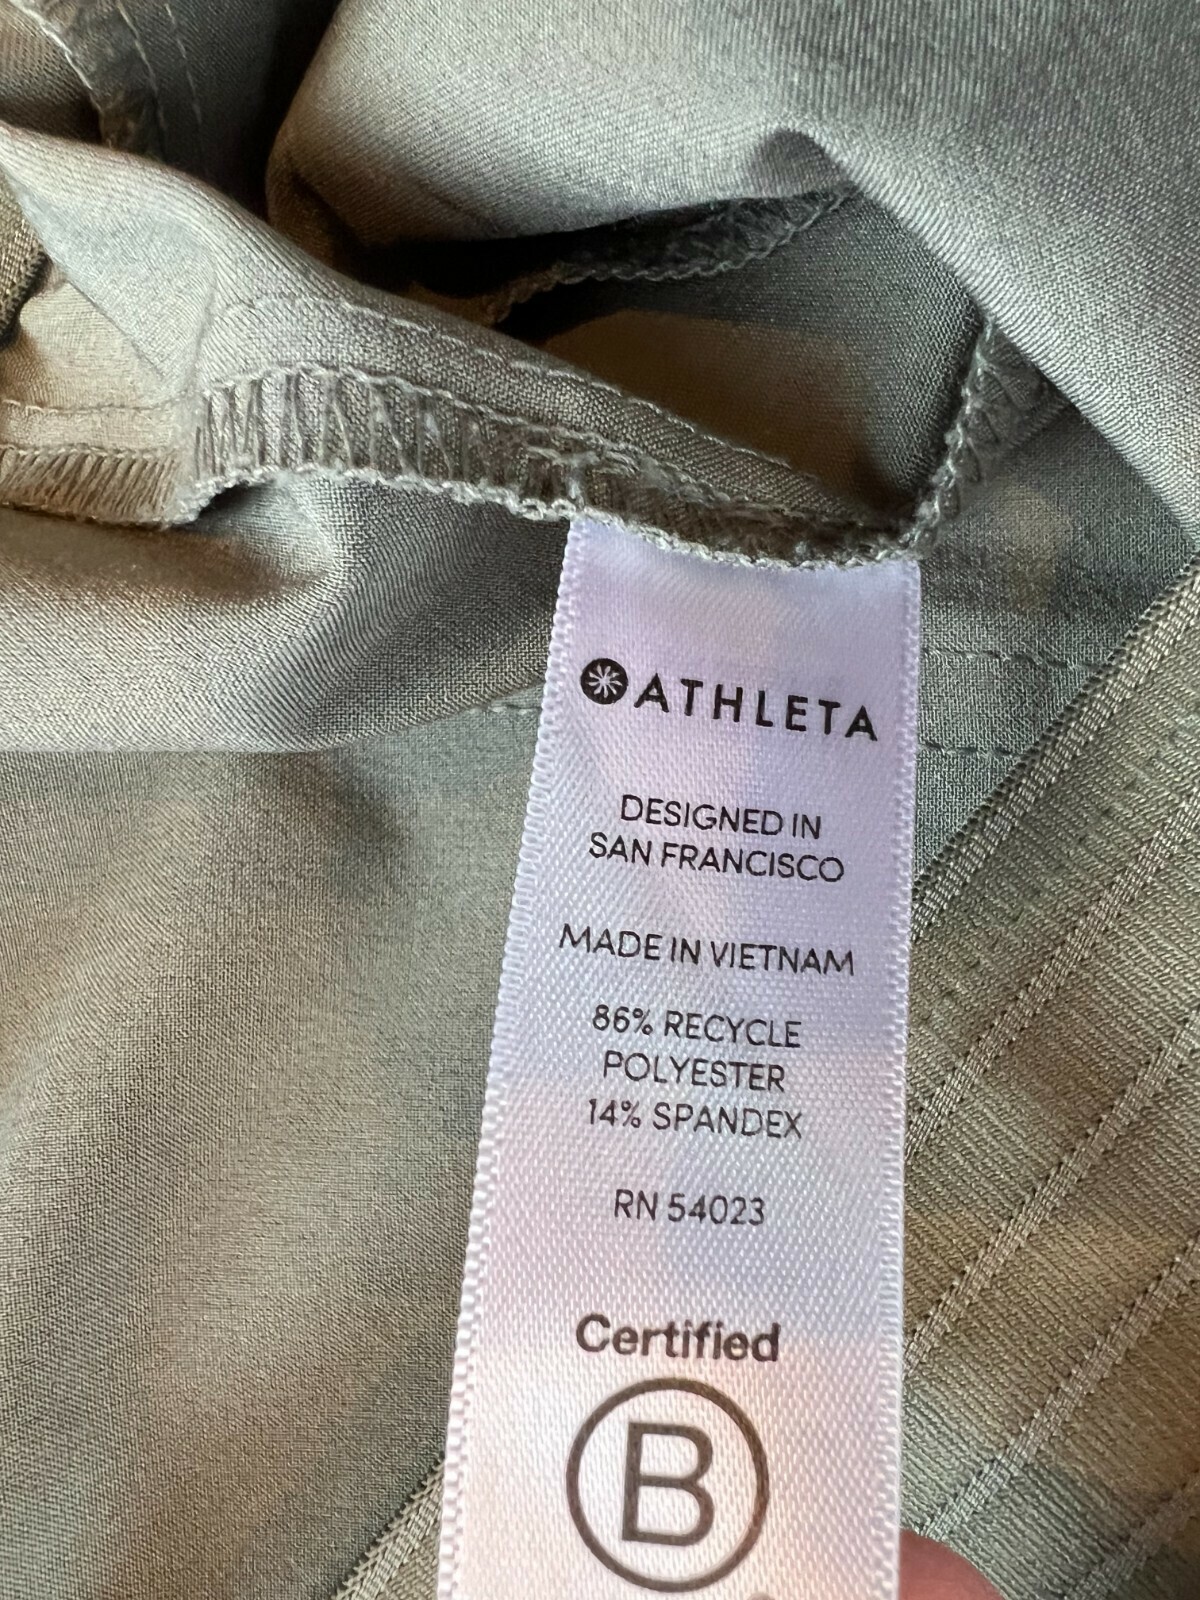 ATHLETA
DESIGNED IN
SAN FRANCISCO
MADE IN VIETNAM
86% RECYCLE
POLYESTER
14% SPANDEX
RN 54023
Certified
B